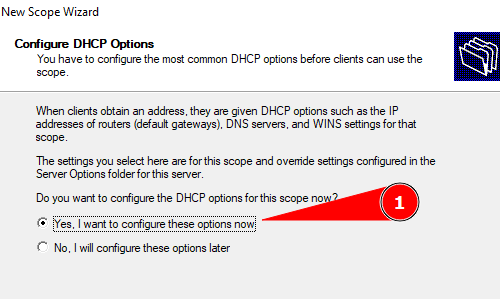 New Scope Wizard
Configure DHCP Options
You have to configure the most common DHCP options before clients can use the
scope.
When clients obtain an address, they are given DHCP options such as the IP
addresses of routers (default gateways), DNS servers, and WINS settings for that
scope.
The settings you select here are for this scope and override settings configured in the
Server Options folder for this server.
Do you want to configure the DHCP options for this scope now?
Yes, I want to configure these options now
1
No, I will configure these options later